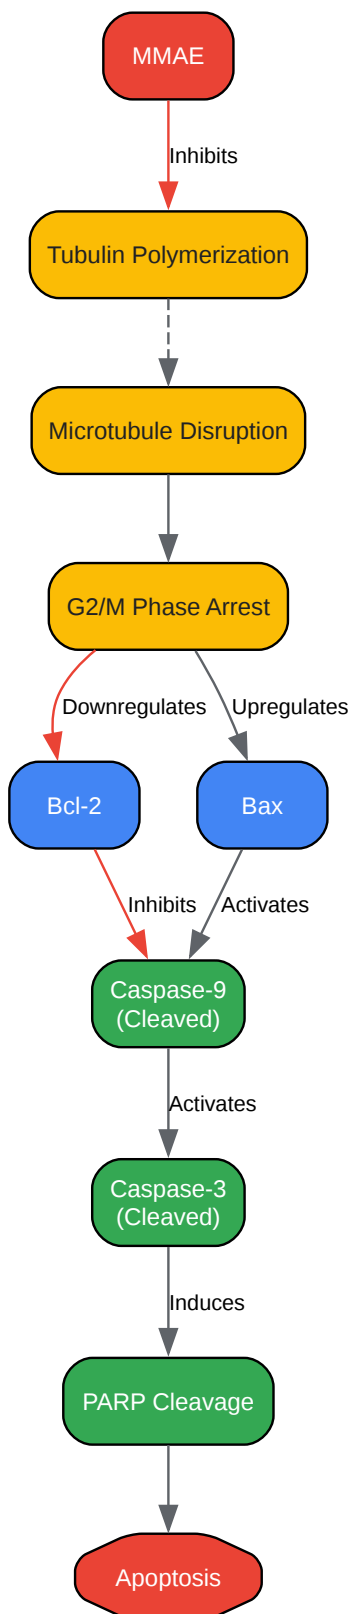 MMAE
Inhibits
Tubulin Polymerization
Microtubule Disruption
G2/M Phase Arrest
Downregulates
Upregulates
Bcl-2
Bax
Inhibits
Activates
Caspase-9
(Cleaved)
Activates
Caspase-3
(Cleaved)
Induces
PARP Cleavage
Apoptosis